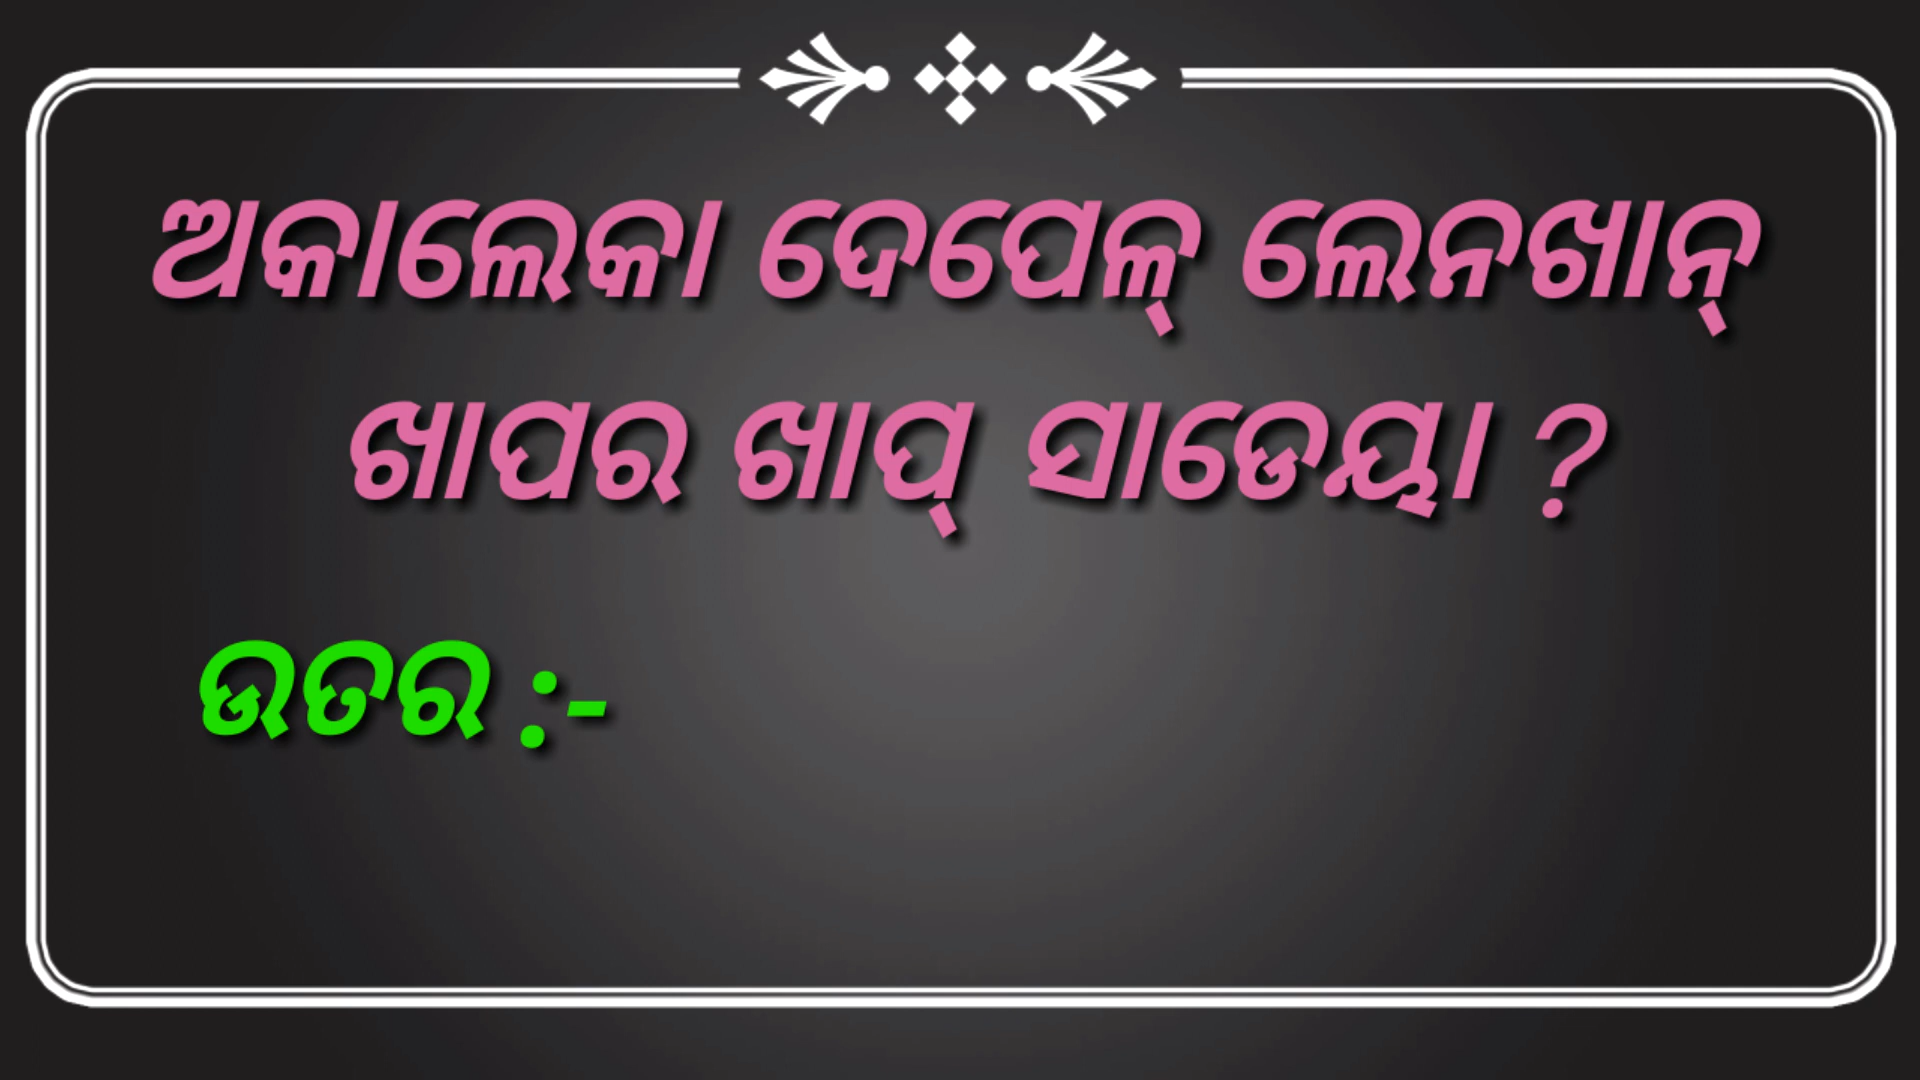 ଅକାଲେକା ଦେପେଲ୍ ଲେନଖାନ୍
ଖାପର ଖାପ୍ ସାଡେୟା ?
ଉତର :-